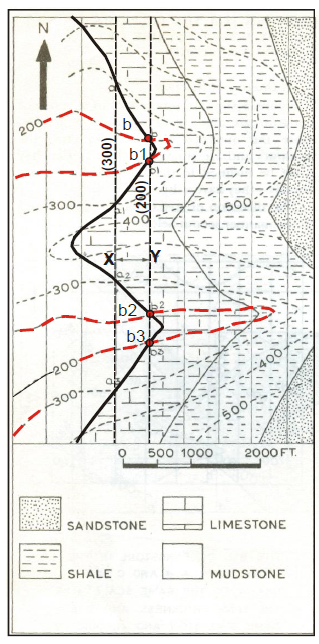 N
200
b
b1
(300)
(200)
300
400
500
X
Y
300
b2
b3
200
300
400
500
0 500 1000 2000 FT.
SANDSTONE
LIMESTONE
SHALE
MUDSTONE